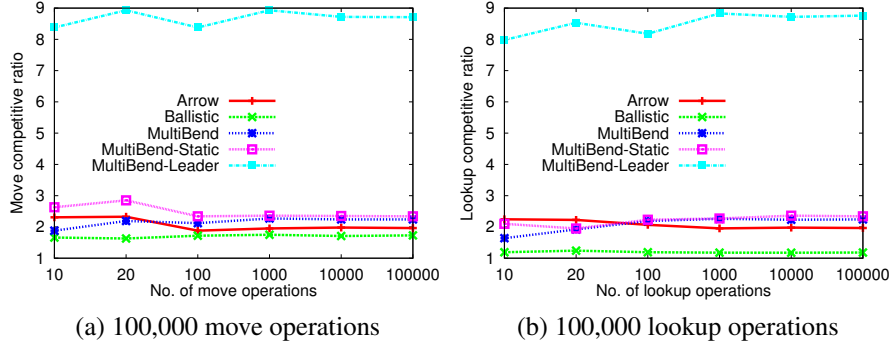 9
8
7
6
5
4
3
2
1
Move competitive ratio
Arrow
Ballistic
MultiBend
MultiBend-Static
MultiBend-Leader
10 20 100 1000 10000 100000
No. of move operations
(a) 100,000 move operations
9
8
7
6
5
4
3
2
1
Lookup competitive ratio
Arrow
Ballistic
MultiBend
MultiBend-Static
MultiBend-Leader
10 20 100 1000 10000 100000
No. of lookup operations
(b) 100,000 lookup operations